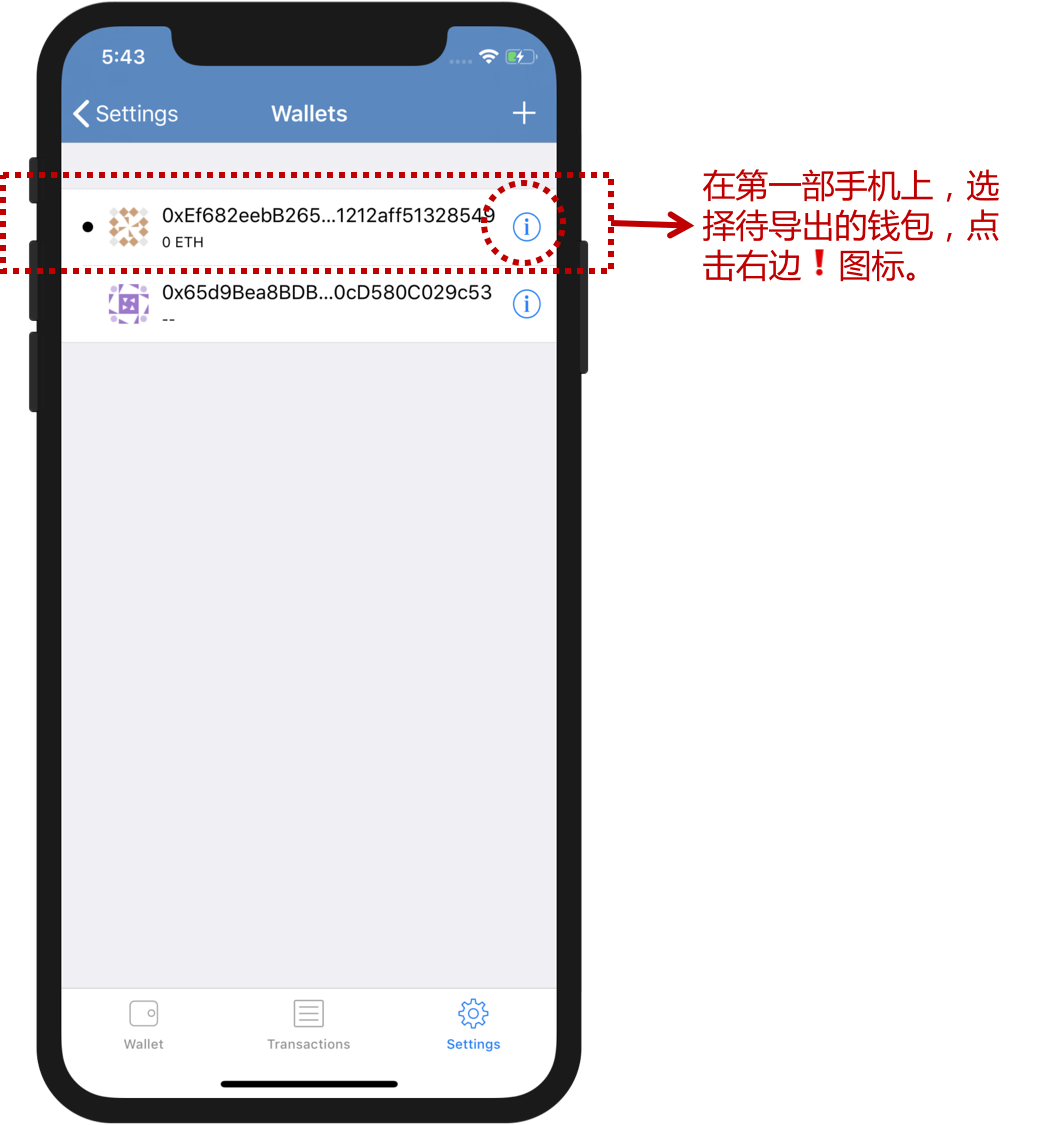 5:43
Settings
Wallets
0xEf682eebB265...1212aff51328549
0 ETH
0x65d9Bea8BDB...0cD580C029c53
--
Wallet
Transactions
Settings
在第一部手机上，选
择待导出的钱包，点
击右边❗图标。